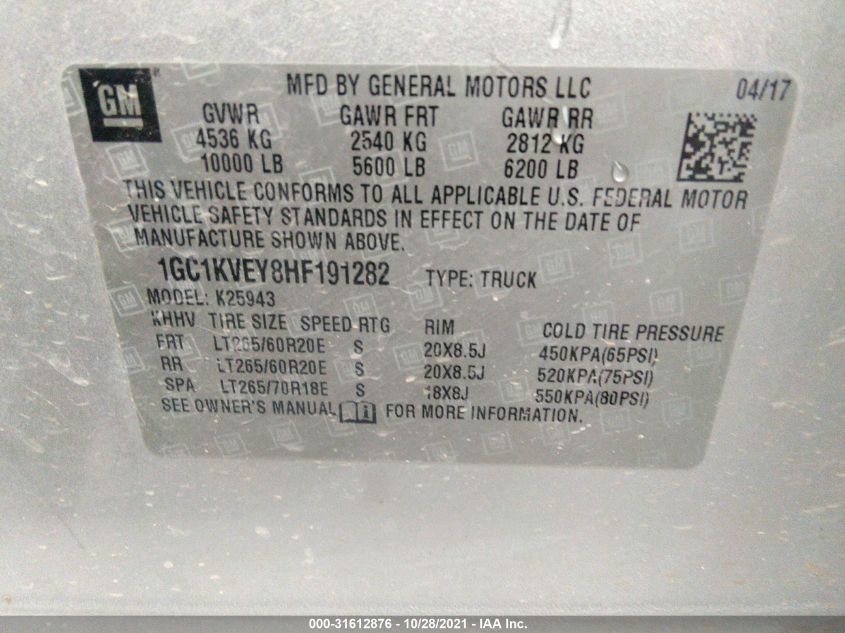 GM
MFD BY GENERAL MOTORS LLC 04/17
GVWR GAWR FRT GAWR RR
4536 KG 2540 KG 2812 KG
10000 LB 5600 LB 6200 LB
THIS VEHICLE CONFORMS TO ALL APPLICABLE U.S. FEDERAL MOTOR
VEHICLE SAFETY STANDARDS IN EFFECT ON THE DATE OF
MANUFACTURE SHOWN ABOVE.
1GC1KVEY8HF191282 TYPE: TRUCK
MODEL: K25943
KHHV TIRE SIZE SPEED RTG RIM COLD TIRE PRESSURE
FRT LT265/60R20E S 20X8.5J 450KPA(65PSI)
RR LT265/60R20E S 20X8.5J 520KPA(75PSI)
SPA LT265/70R18E S 18X8J 550KPA(80PSI)
SEE OWNER'S MANUAL FOR MORE INFORMATION.
000-31612876 - 10/28/2021 - IAA Inc.